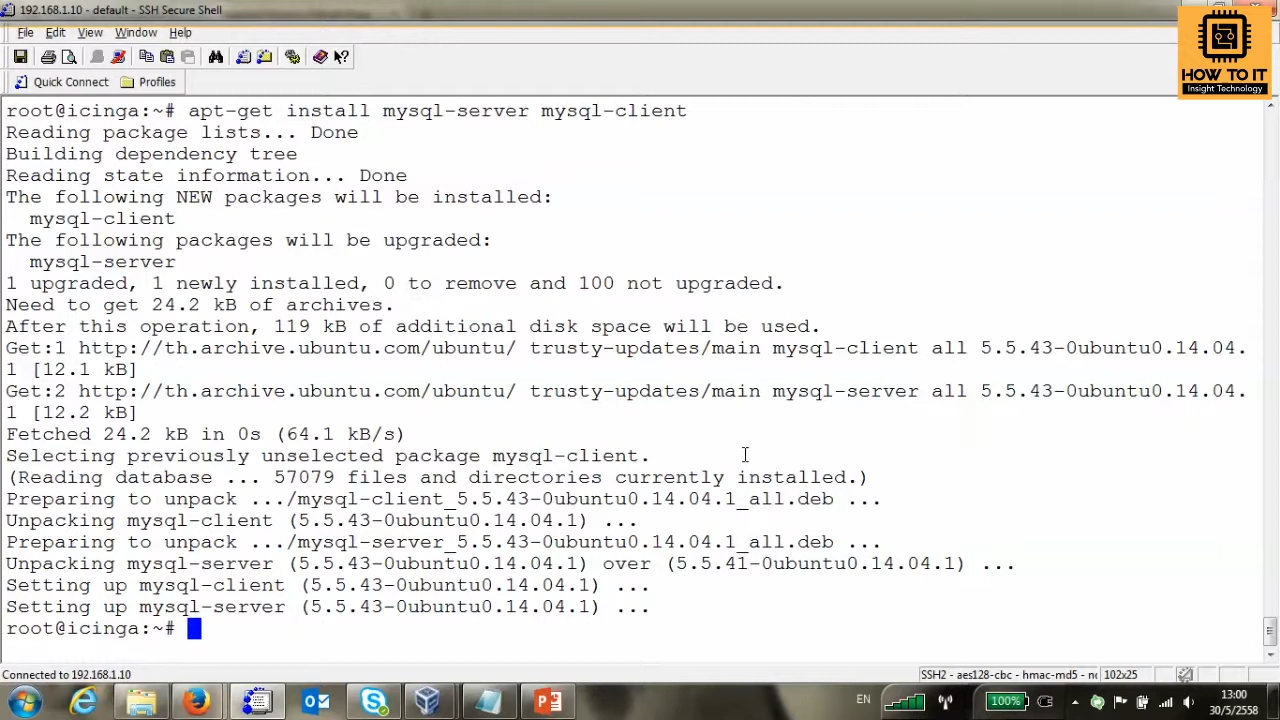 192.168.1.10 - default - SSH Secure Shell
File Edit View Window Help
Quick Connect Profiles
HOW TO IT
Insight Technology
root@icinga:~# apt-get install mysql-server mysql-client
Reading package lists... Done
Building dependency tree
Reading state information... Done
The following NEW packages will be installed:
mysql-client
The following packages will be upgraded:
mysql-server
1 upgraded, 1 newly installed, 0 to remove and 100 not upgraded.
Need to get 24.2 kB of archives.
After this operation, 119 kB of additional disk space will be used.
Get:1 http://th.archive.ubuntu.com/ubuntu/ trusty-updates/main mysql-client all 5.5.43-0ubuntu0.14.04.
1 [12.1 kB]
Get:2 http://th.archive.ubuntu.com/ubuntu/ trusty-updates/main mysql-server all 5.5.43-0ubuntu0.14.04.
1 [12.2 kB]
Fetched 24.2 kB in 0s (64.1 kB/s)
Selecting previously unselected package mysql-client.
(Reading database ... 57079 files and directories currently installed.)
Preparing to unpack .../mysql-client_5.5.43-0ubuntu0.14.04.1_all.deb ...
Unpacking mysql-client (5.5.43-0ubuntu0.14.04.1) ...
Preparing to unpack .../mysql-server_5.5.43-0ubuntu0.14.04.1_all.deb ...
Unpacking mysql-server (5.5.43-0ubuntu0.14.04.1) over (5.5.41-0ubuntu0.14.04.1) ...
Setting up mysql-client (5.5.43-0ubuntu0.14.04.1) ...
Setting up mysql-server (5.5.43-0ubuntu0.14.04.1) ...
root@icinga:~#
Connected to 192.168.1.10 SSH2 - aes128-cbc - hmac-md5 - nc 102x25
EN 100% 13:00
30/5/2558